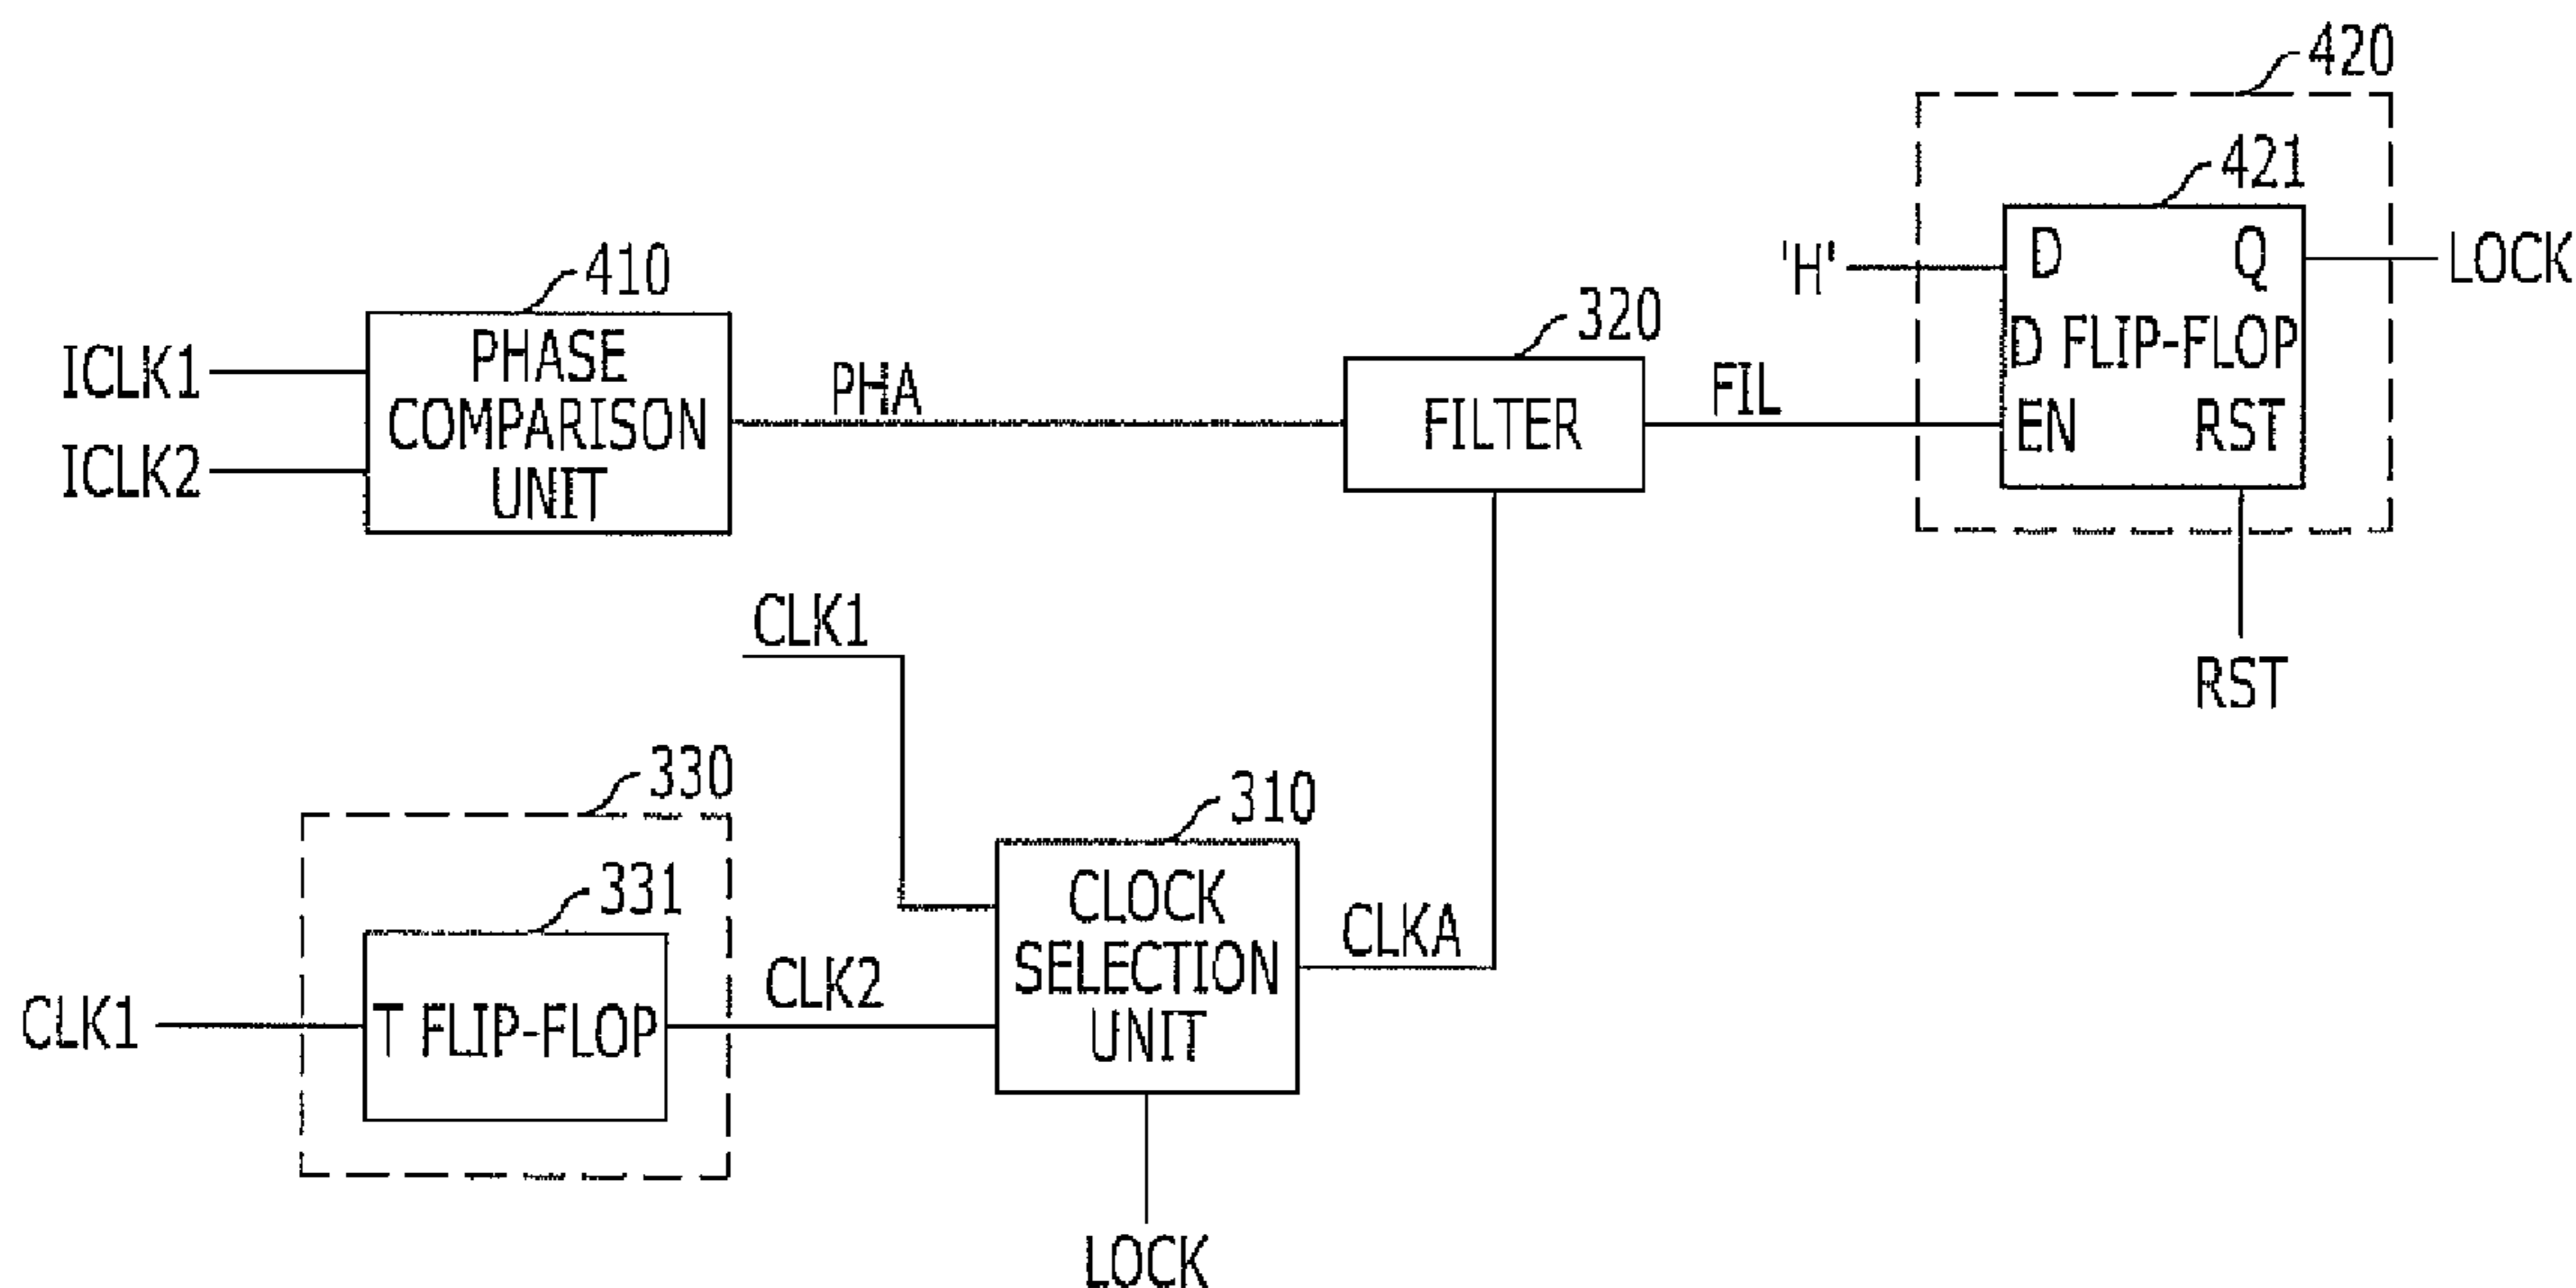 420
421
'H'
D
Q
LOCK
D FLIP-FLOP
EN
RST
RST
410
ICLK1
ICLK2
PHASE
COMPARISON
UNIT
PHA
320
FILTER
FIL
CLK1
330
331
CLK1
T FLIP-FLOP
CLK2
310
CLOCK
SELECTION
UNIT
CLKA
LOCK